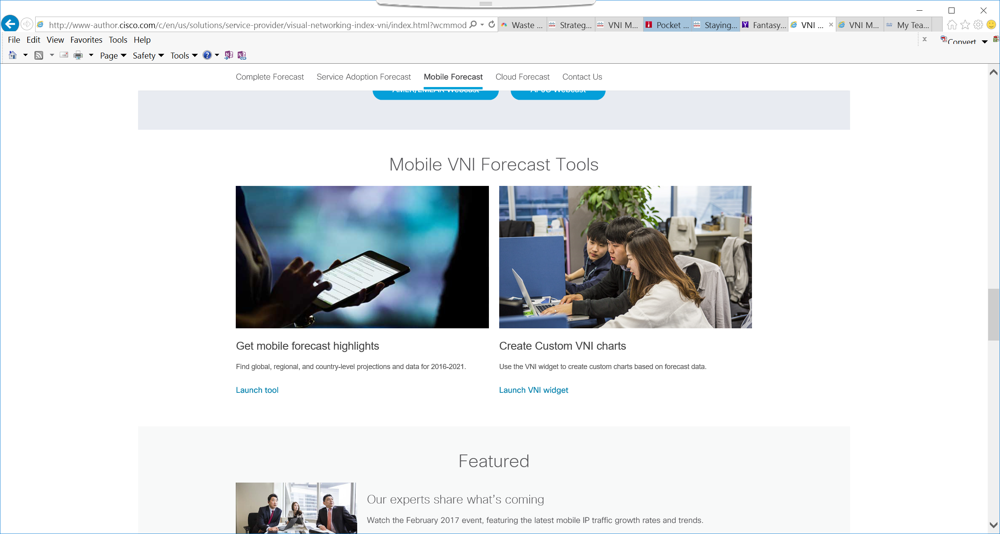 http://www-author.cisco.com/c/en/us/solutions/service-provider/visual-networking-index-vni/index.html?wcmmod
Waste ...
Strateg...
VNI M...
Pocket ...
Staying...
Fantasy...
VNI ...
VNI M...
My Tea...
File Edit View Favorites Tools Help
Convert
Page Safety Tools
Complete Forecast Service Adoption Forecast Mobile Forecast Cloud Forecast Contact Us
AMER/EMEAR Webcast APJC Webcast
Mobile VNI Forecast Tools
Get mobile forecast highlights
Find global, regional, and country-level projections and data for 2016-2021.
Launch tool
Create Custom VNI charts
Use the VNI widget to create custom charts based on forecast data.
Launch VNI widget
Featured
Our experts share what's coming
Watch the February 2017 event, featuring the latest mobile IP traffic growth rates and trends.